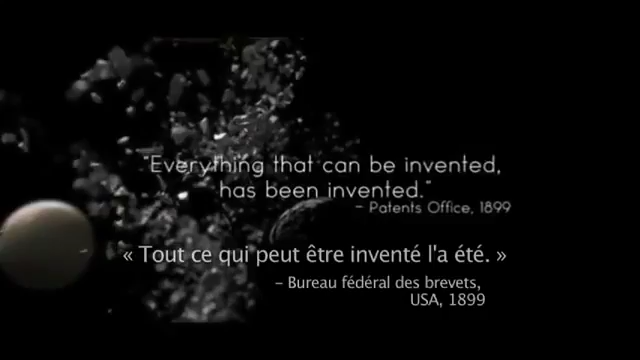 "Everything that can be invented,
has been invented."
– Patents Office, 1899
« Tout ce qui peut être inventé l'a été. »
– Bureau fédéral des brevets,
USA, 1899